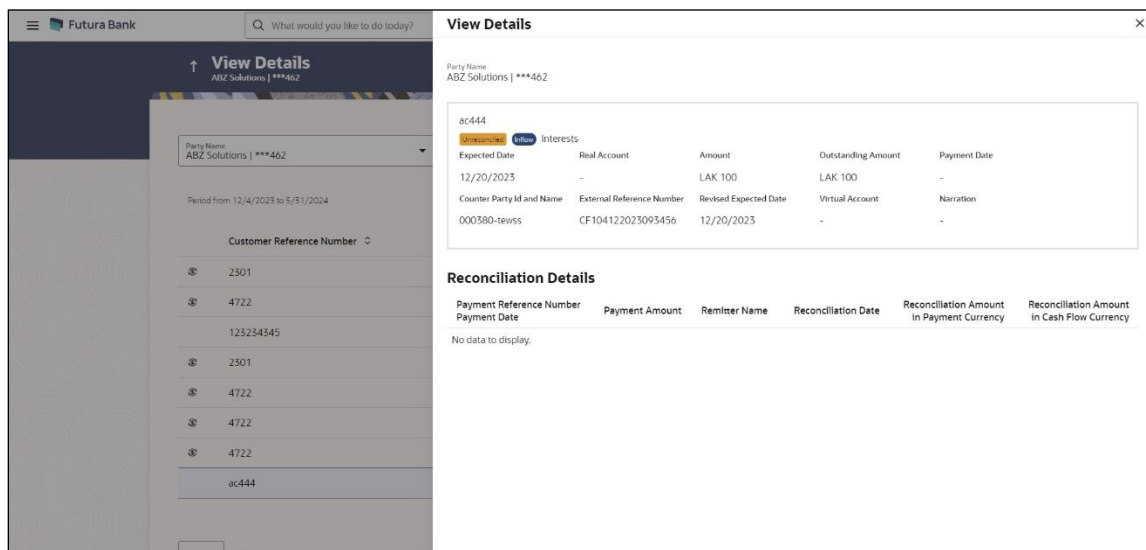 Futura Bank
What would you like to do today?
View Details
ABZ Solutions | ***462
Party Name
ABZ Solutions | ***462
Period from 12/4/2023 to 5/31/2024
Customer Reference Number
2301
4722
123234345
2301
4722
4722
4722
ac444
View Details
Party Name
ABZ Solutions | ***462
ac444
Unreconciled Inflow Interests
Expected Date Real Account Amount Outstanding Amount Payment Date
12/20/2023 - LAK 100 LAK 100 -
Counter Party Id and Name External Reference Number Revised Expected Date Virtual Account Narration
000380-tewss CF104122023093456 12/20/2023 - -
Reconciliation Details
Payment Reference Number Payment Amount Remitter Name Reconciliation Date Reconciliation Amount Reconciliation Amount
Payment Date in Payment Currency in Cash Flow Currency
No data to display.